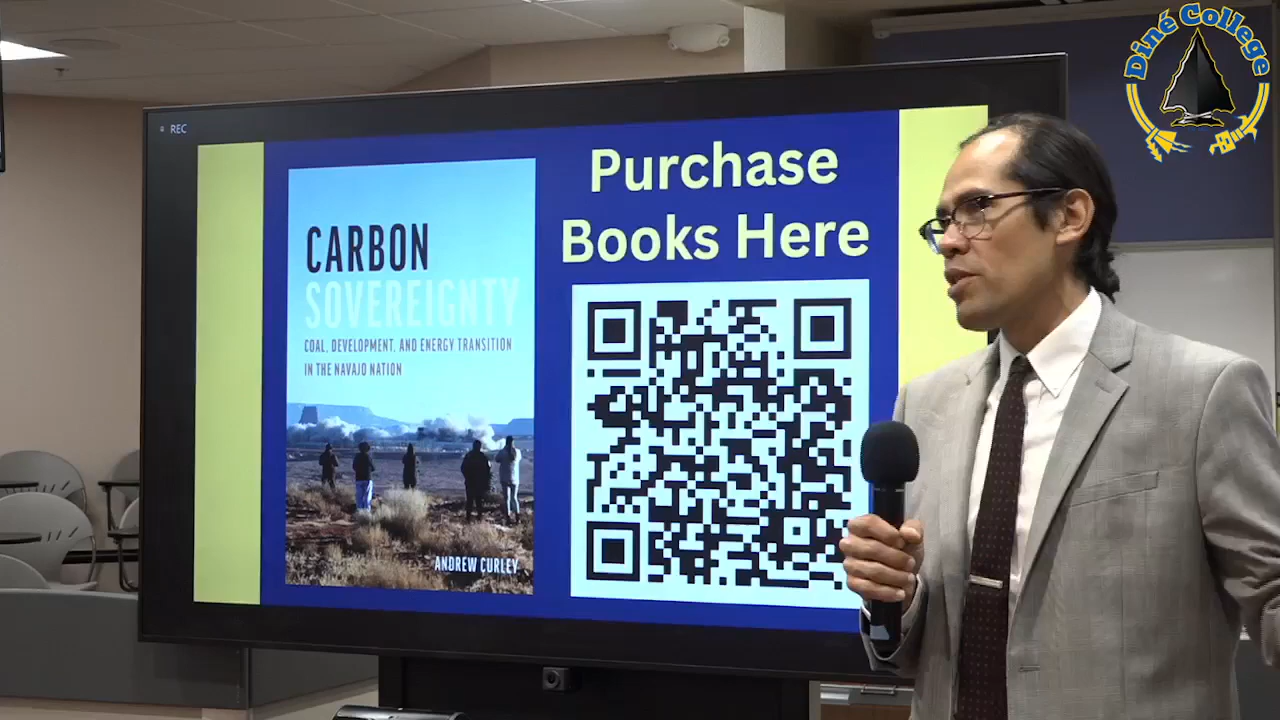 REC
Diné College
Purchase
Books Here
CARBON
SOVEREIGNTY
COAL, DEVELOPMENT, AND ENERGY TRANSITION
IN THE NAVAJO NATION
ANDREW CURLEY